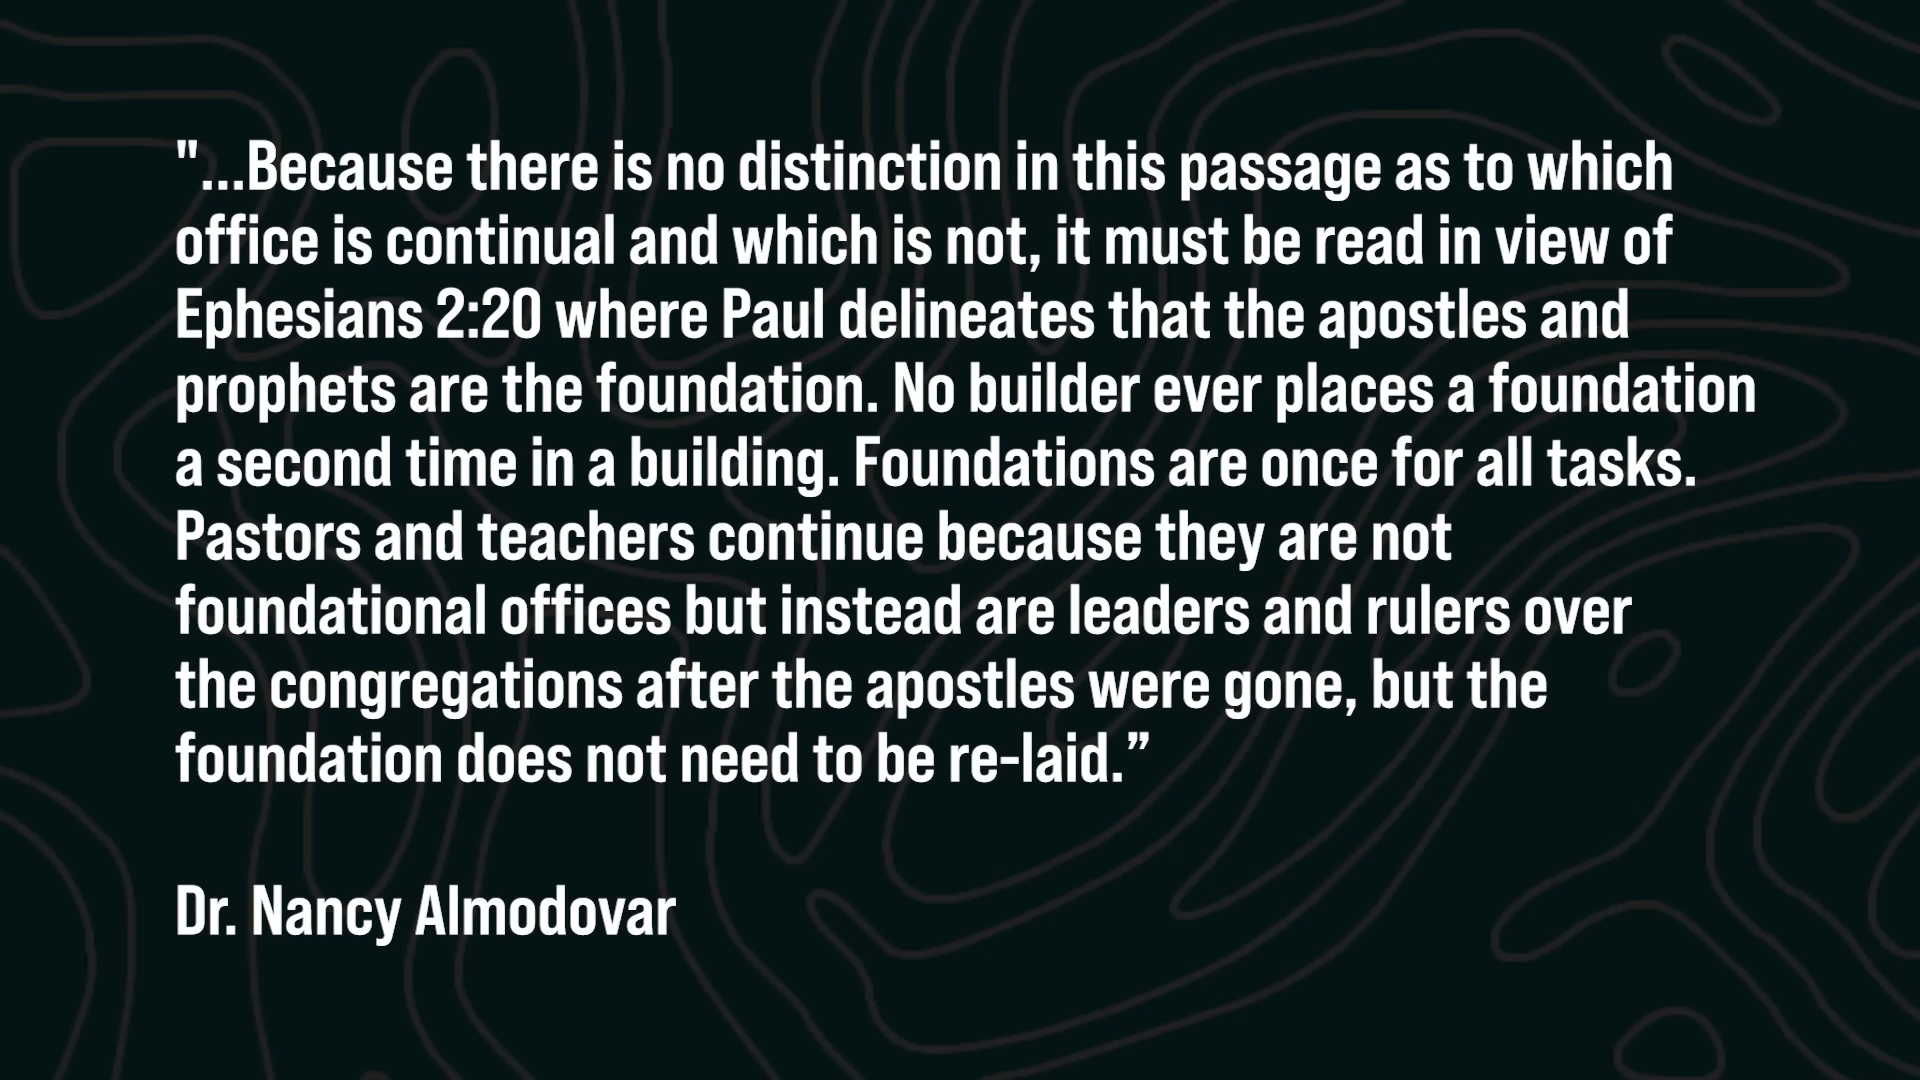 "...Because there is no distinction in this passage as to which
office is continual and which is not, it must be read in view of
Ephesians 2:20 where Paul delineates that the apostles and
prophets are the foundation. No builder ever places a foundation
a second time in a building. Foundations are once for all tasks.
Pastors and teachers continue because they are not
foundational offices but instead are leaders and rulers over
the congregations after the apostles were gone, but the
foundation does not need to be re-laid.”
Dr. Nancy Almodovar